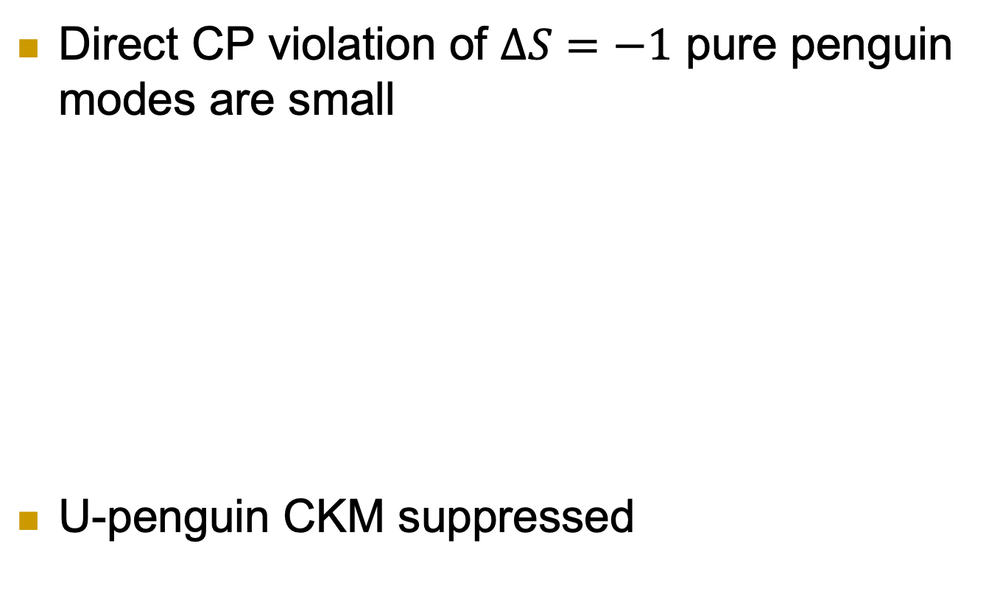 Direct CP violation of ΔS = −1 pure penguin
modes are small
U-penguin CKM suppressed